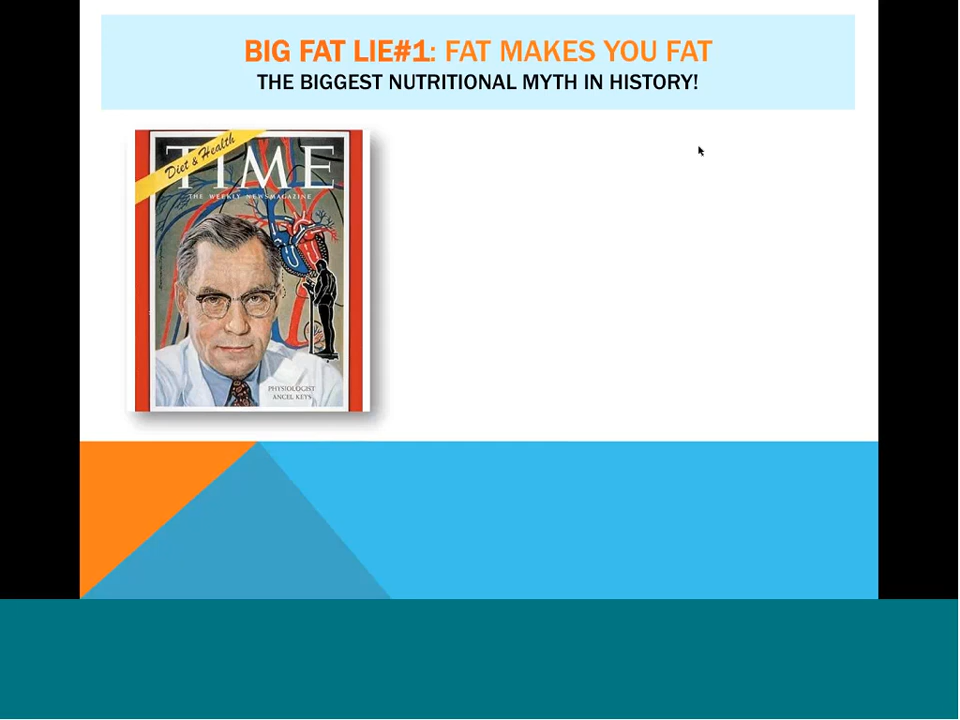 BIG FAT LIE#1: FAT MAKES YOU FAT
THE BIGGEST NUTRITIONAL MYTH IN HISTORY!
Diet & Health
TIME
THE WEEKLY NEWSMAGAZINE
PHYSIOLOGIST
ANCEL KEYS